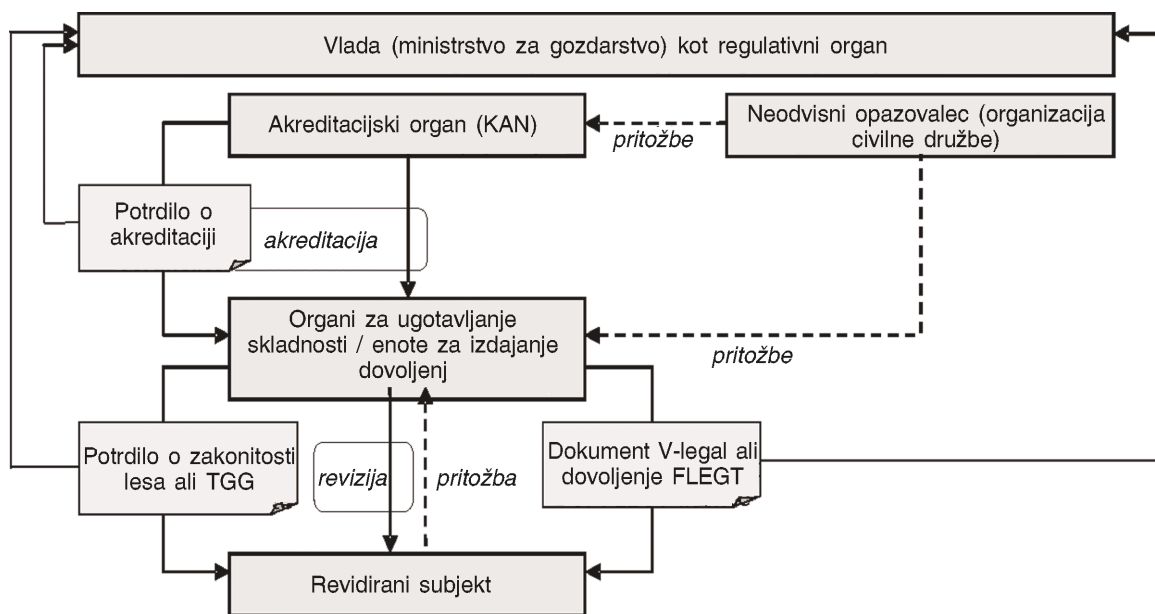 Vlada (ministrstvo za gozdarstvo) kot regulativni organ
Akreditacijski organ (KAN)
pritožbe
Neodvisni opazovalec (organizacija
civilne družbe)
Potrdilo o
akreditaciji
akreditacija
Organi za ugotavljanje
skladnosti / enote za izdajanje
dovoljenj
pritožbe
Potrdilo o zakonitosti
lesa ali TGG
revizija
pritožba
Dokument V-legal ali
dovoljenje FLEGT
Revidirani subjekt